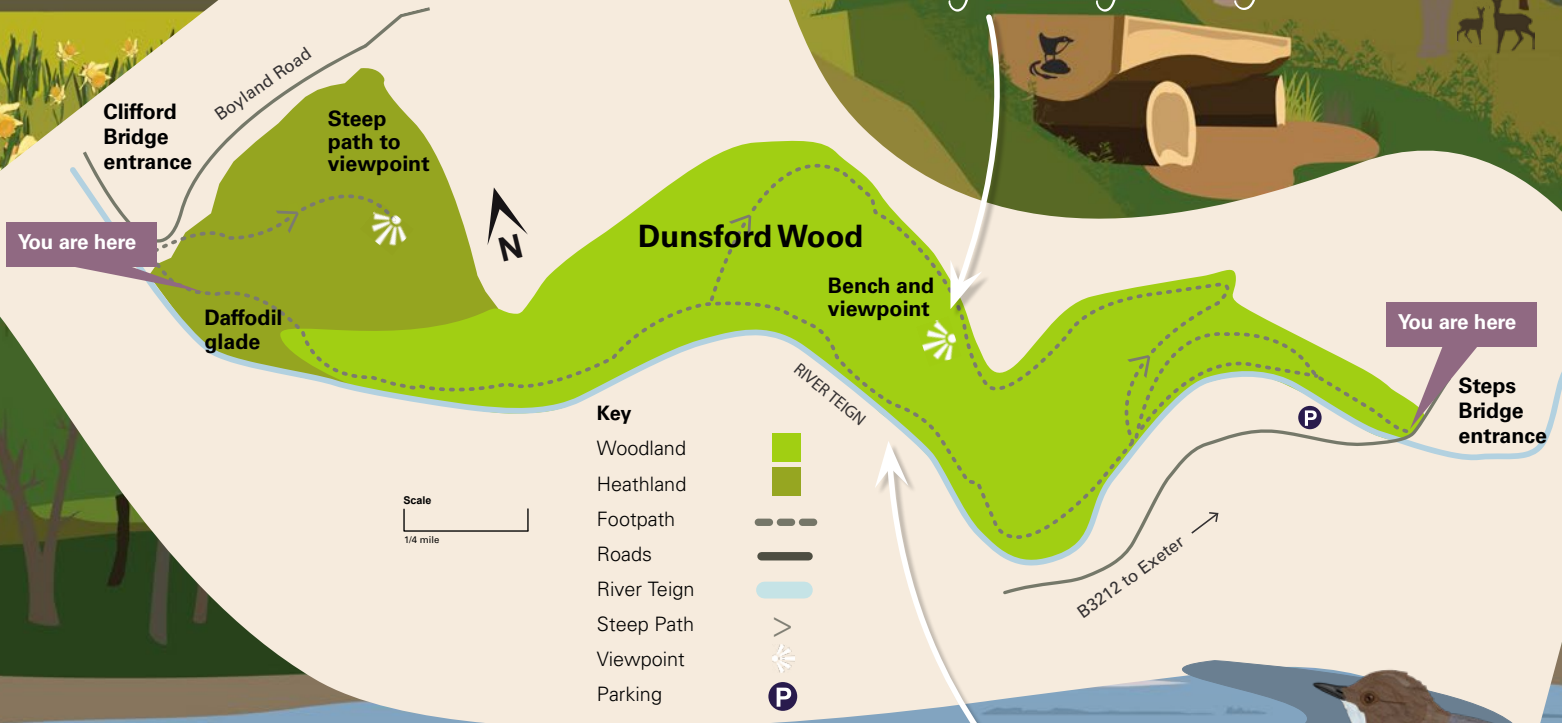 Boyland Road
Clifford
Bridge
entrance
Steep
path to
viewpoint
You are here
N
Dunsford Wood
Daffodil
glade
Bench and
viewpoint
You are here
Steps
Bridge
entrance
P
RIVER TEIGN
B3212 to Exeter
Scale
1/4 mile
Key
Woodland
Heathland
Footpath
Roads
River Teign
Steep Path
Viewpoint
Parking P